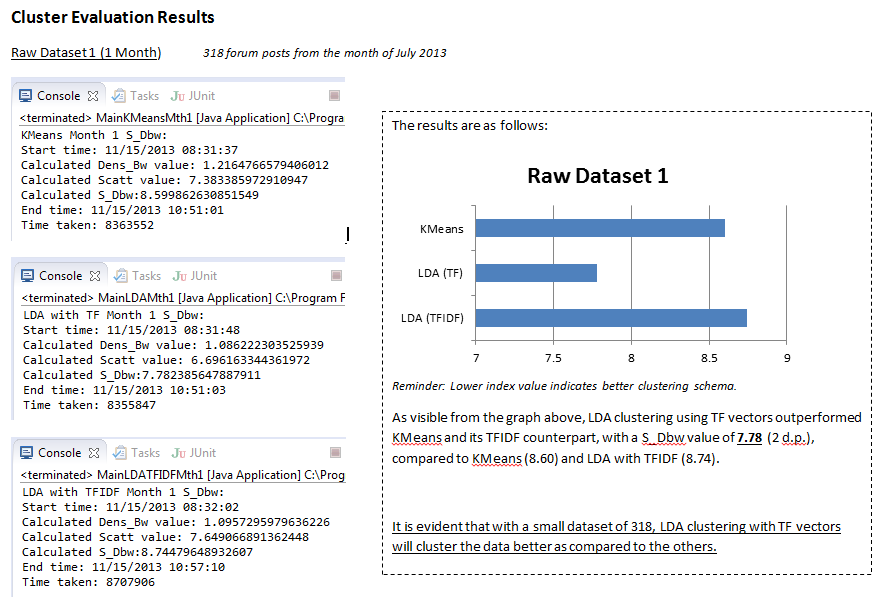 Cluster Evaluation Results
Raw Dataset 1 (1 Month) 318 forum posts from the month of July 2013
Console Tasks JUnit
<terminated> MainKMeansMth1 [Java Application] C:\Progra
KMeans Month 1 S_Dbw:
Start time: 11/15/2013 08:31:37
Calculated Dens_Bw value: 1.2164766579406012
Calculated Scatt value: 7.383385972910947
Calculated S_Dbw:8.599862630851549
End time: 11/15/2013 10:51:01
Time taken: 8363552
Console Tasks JUnit
<terminated> MainLDAMth1 [Java Application] C:\Program F
LDA with TF Month 1 S_Dbw:
Start time: 11/15/2013 08:31:48
Calculated Dens_Bw value: 1.086222303525939
Calculated Scatt value: 6.696163344361972
Calculated S_Dbw:7.782385647887911
End time: 11/15/2013 10:51:03
Time taken: 8355847
Console Tasks JUnit
<terminated> MainLDATFIDFMth1 [Java Application] C:\Prog
LDA with TFIDF Month 1 S_Dbw:
Start time: 11/15/2013 08:32:02
Calculated Dens_Bw value: 1.0957295979636226
Calculated Scatt value: 7.649066891362448
Calculated S_Dbw:8.74479648932607
End time: 11/15/2013 10:57:10
Time taken: 8707906
The results are as follows:
Raw Dataset 1
KMeans
LDA (TF)
LDA (TFIDF)
7 7.5 8 8.5 9
Reminder: Lower index value indicates better clustering schema.
As visible from the graph above, LDA clustering using TF vectors outperformed
KMeans and its TFIDF counterpart, with a S_Dbw value of 7.78 (2 d.p.),
compared to KMeans (8.60) and LDA with TFIDF (8.74).
It is evident that with a small dataset of 318, LDA clustering with TF vectors
will cluster the data better as compared to the others.